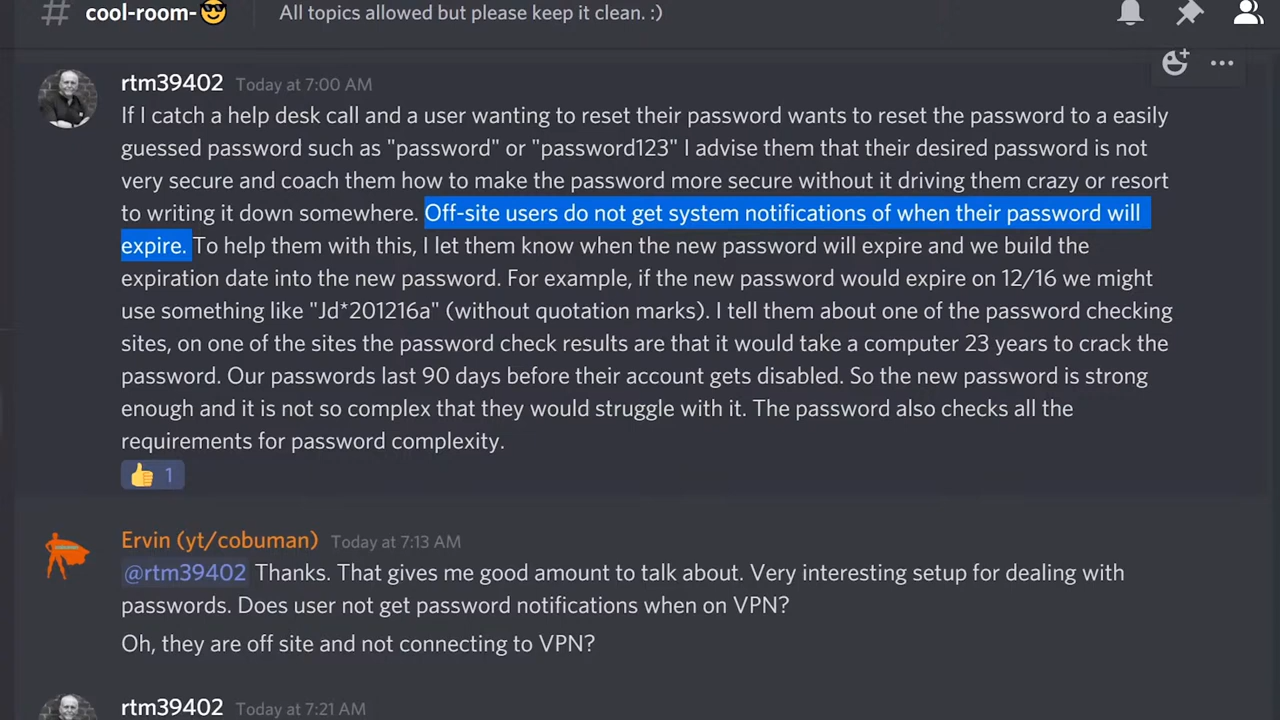 # cool-room-😎 All topics allowed but please keep it clean. :)
rtm39402 Today at 7:00 AM
If I catch a help desk call and a user wanting to reset their password wants to reset the password to a easily
guessed password such as "password" or "password123" I advise them that their desired password is not
very secure and coach them how to make the password more secure without it driving them crazy or resort
to writing it down somewhere. Off-site users do not get system notifications of when their password will
expire. To help them with this, I let them know when the new password will expire and we build the
expiration date into the new password. For example, if the new password would expire on 12/16 we might
use something like "Jd*201216a" (without quotation marks). I tell them about one of the password checking
sites, on one of the sites the password check results are that it would take a computer 23 years to crack the
password. Our passwords last 90 days before their account gets disabled. So the new password is strong
enough and it is not so complex that they would struggle with it. The password also checks all the
requirements for password complexity.
👍 1
Ervin (yt/cobuman) Today at 7:13 AM
@rtm39402 Thanks. That gives me good amount to talk about. Very interesting setup for dealing with
passwords. Does user not get password notifications when on VPN?
Oh, they are off site and not connecting to VPN?
rtm39402 Today at 7:21 AM